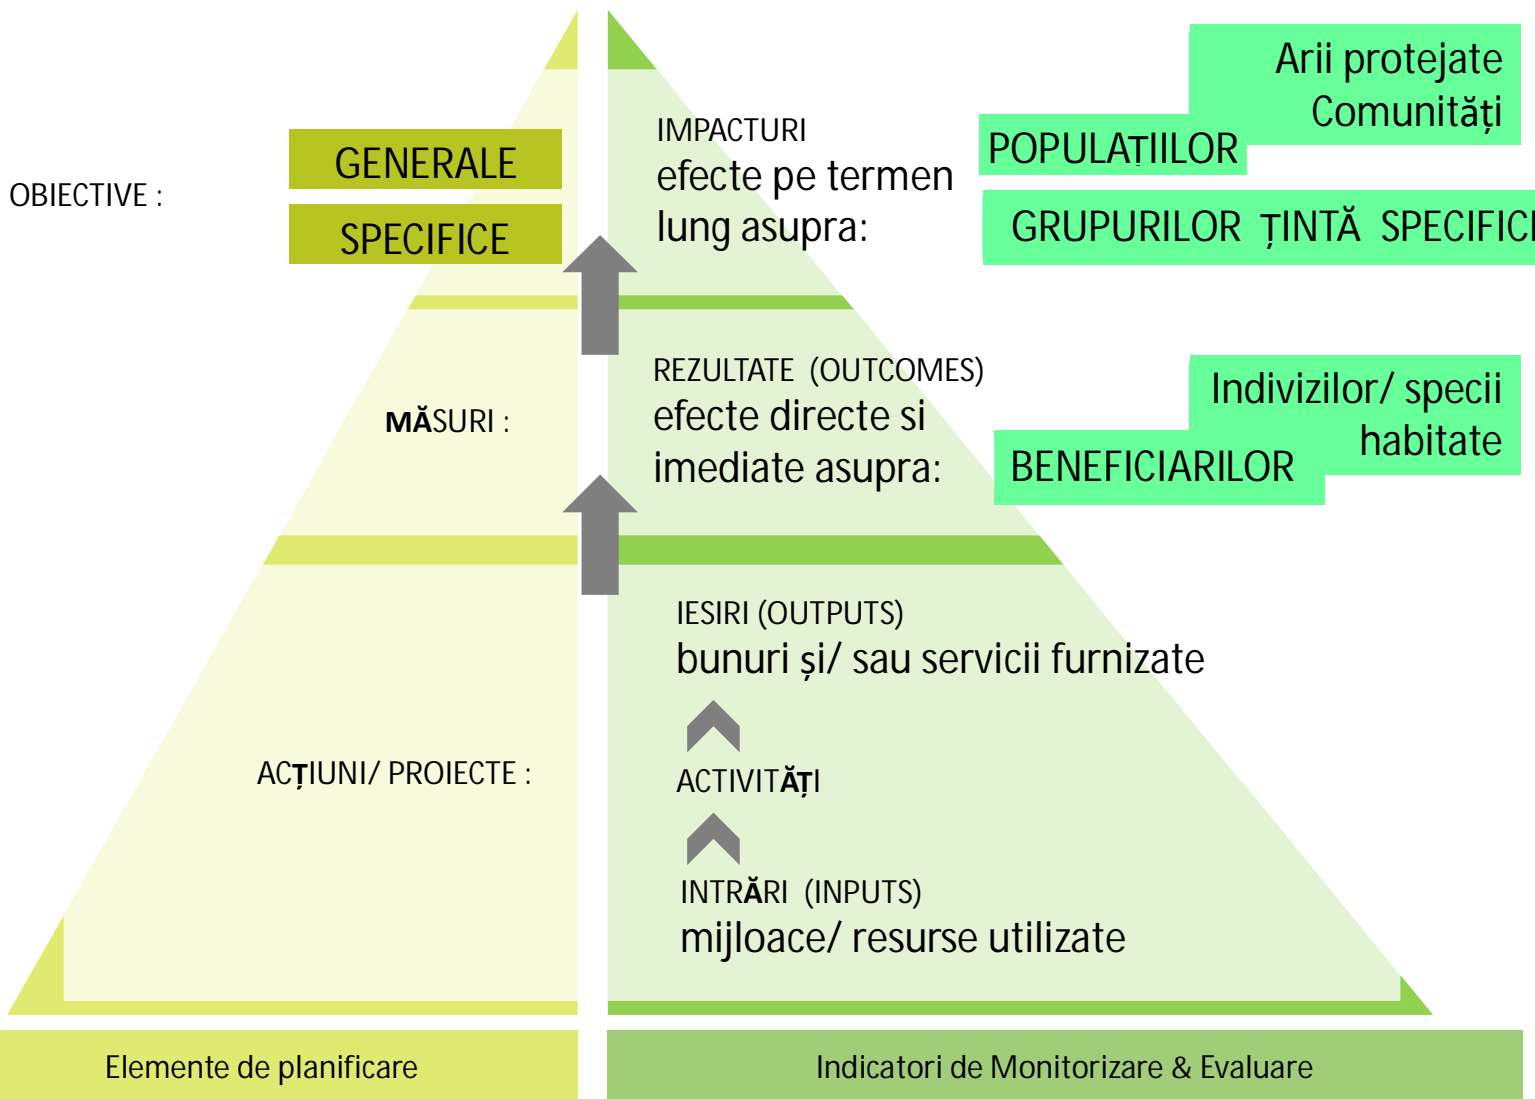 Arii protejate
Comunități
POPULAȚIILOR
GRUPURILOR ȚINTĂ SPECIFICE
IMPACTURI
efecte pe termen
lung asupra:
OBIECTIVE :
GENERALE
SPECIFICE
MĂSURI :
REZULTATE (OUTCOMES)
efecte directe si
imediate asupra:
Indivizilor/ specii
habitate
BENEFICIARILOR
ACȚIUNI/ PROIECTE :
IESIRI (OUTPUTS)
bunuri și/ sau servicii furnizate
ACTIVITĂȚI
INTRĂRI (INPUTS)
mijloace/ resurse utilizate
Elemente de planificare
Indicatori de Monitorizare & Evaluare